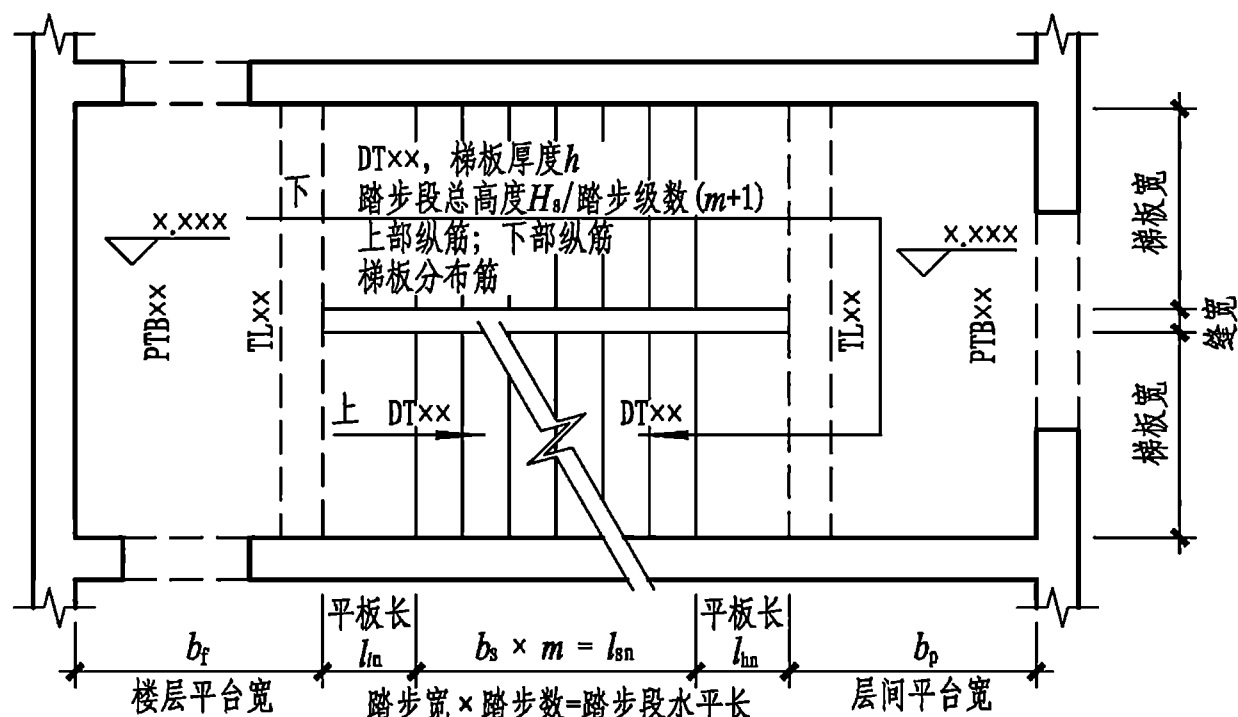 DT××, 梯板厚度h
踏步段总高度Hs/踏步级数(m+1)
上部纵筋; 下部纵筋
梯板分布筋
下
×.×××
×.×××
PTB××
TL××
TL××
PTB××
上 DT××
DT××
梯板宽
缝宽
梯板宽
平板长
平板长
bf
lln
bs × m = lsn
lhn
bp
楼层平台宽
踏步宽×踏步数=踏步段水平长
层间平台宽